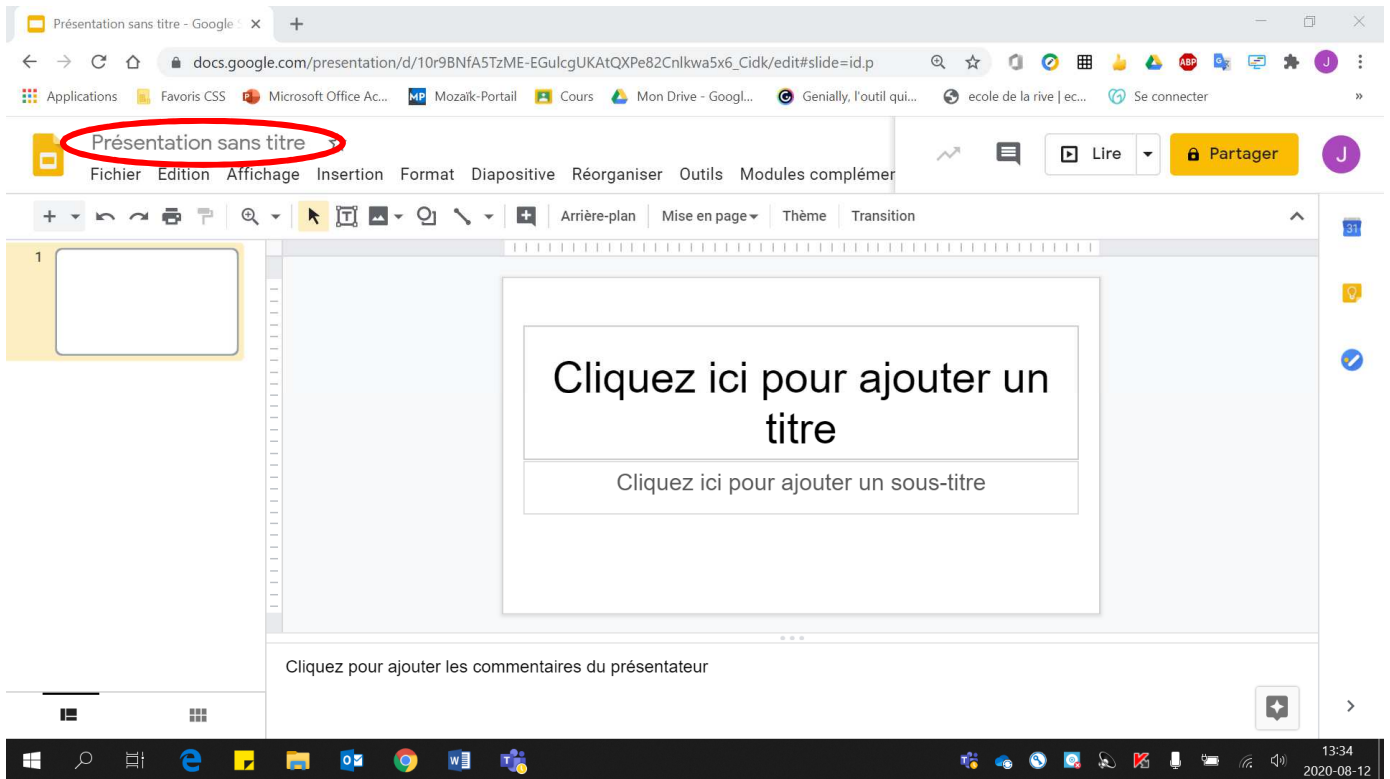 Présentation sans titre - Google S
docs.google.com/presentation/d/10r9BNfA5TzME-EGulcgUKAtQXPe82Cnlkwa5x6_Cidk/edit#slide=id.p
ABP
J
Applications Favoris CSS Microsoft Office Ac... MP Mozaïk-Portail Cours Mon Drive - Googl... Genially, l'outil qui... ecole de la rive | ec... Se connecter »
Présentation sans titre
Fichier Edition Affichage Insertion Format Diapositive Réorganiser Outils Modules complémer
Lire
Partager
J
Arrière-plan Mise en page Thème Transition
31
1
Cliquez ici pour ajouter un
titre
Cliquez ici pour ajouter un sous-titre
Cliquez pour ajouter les commentaires du présentateur
13:34
2020-08-12